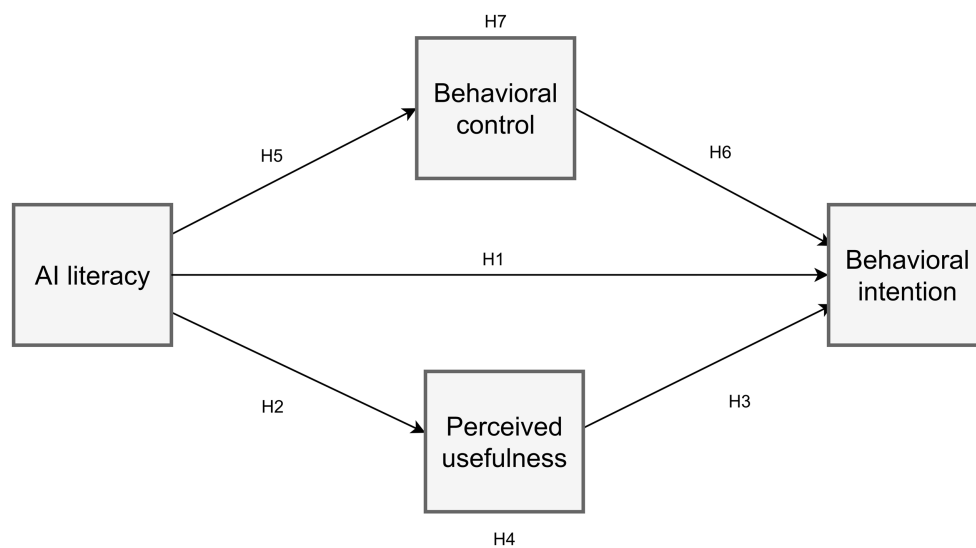 H7
Behavioral
control
H5
H6
AI literacy
H1
Behavioral
intention
H2
Perceived
usefulness
H3
H4